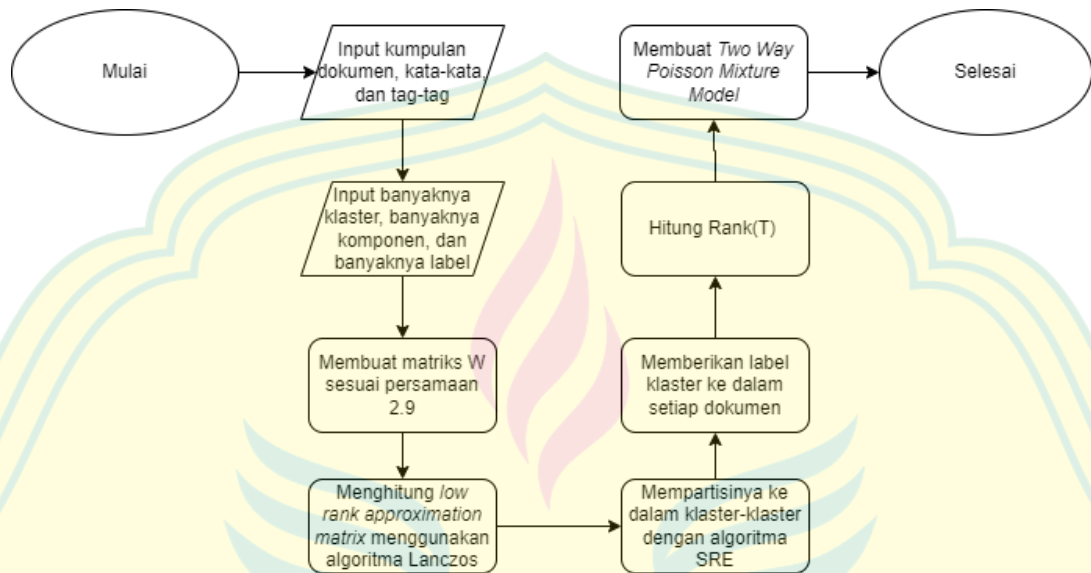 Mulai
Input kumpulan
dokumen, kata-kata,
dan tag-tag
Input banyaknya
klaster, banyaknya
komponen, dan
banyaknya label
Membuat matriks W
sesuai persamaan
2.9
Menghitung low
rank approximation
matrix menggunakan
algoritma Lanczos
Mempartisinya ke
dalam klaster-klaster
dengan algoritma
SRE
Memberikan label
klaster ke dalam
setiap dokumen
Hitung Rank(T)
Membuat Two Way
Poisson Mixture
Model
Selesai